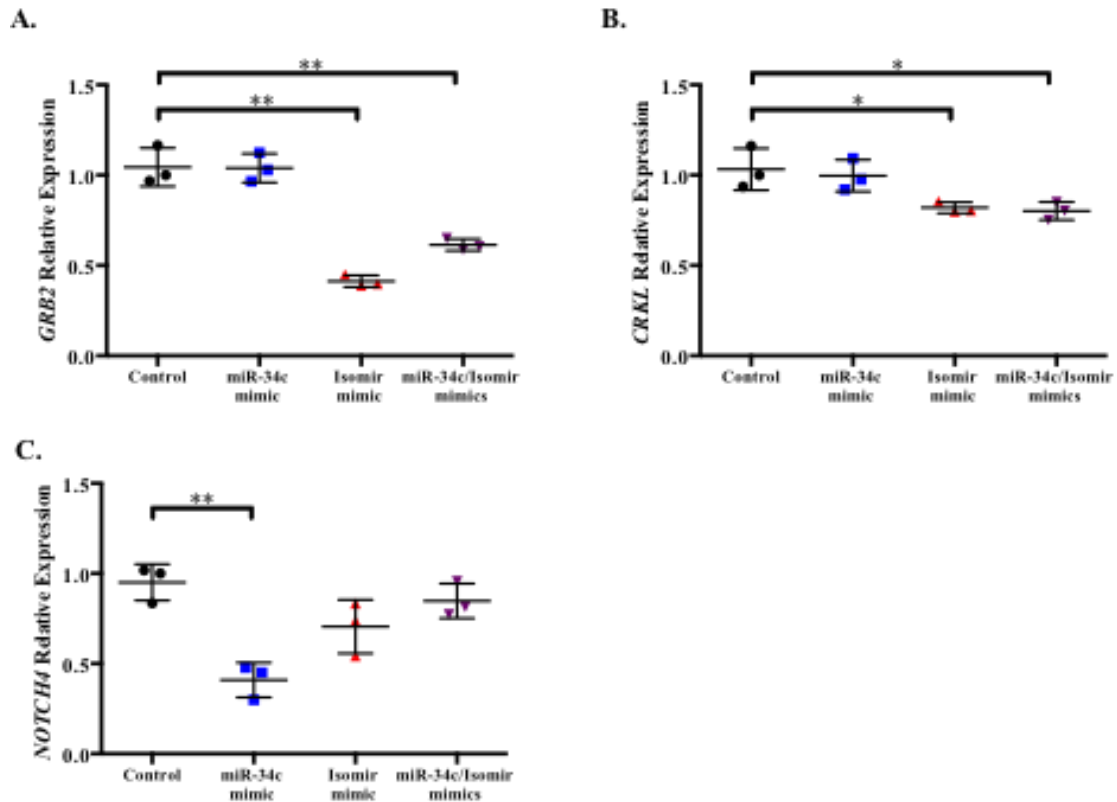 A.
**
**
GRB2 Relative Expression
1.5
1.0
0.5
0.0
Control
miR-34c
mimic
Isomir
mimic
miR-34c/Isomir
mimics
B.
*
*
CRKL Relative Expression
1.5
1.0
0.5
0.0
Control
miR-34c
mimic
Isomir
mimic
miR-34c/Isomir
mimics
C.
**
NOTCH4 Relative Expression
1.5
1.0
0.5
0.0
Control
miR-34c
mimic
Isomir
mimic
miR-34c/Isomir
mimics